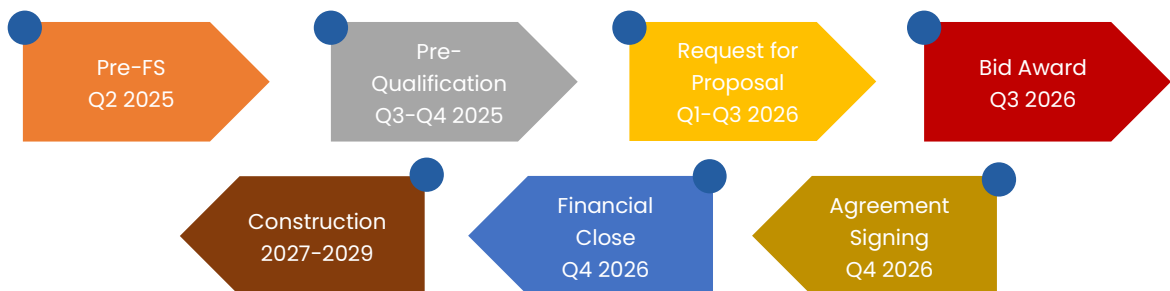 Pre-FS
Q2 2025
Pre-
Qualification
Q3-Q4 2025
Request for
Proposal
Q1-Q3 2026
Bid Award
Q3 2026
Agreement
Signing
Q4 2026
Financial
Close
Q4 2026
Construction
2027-2029